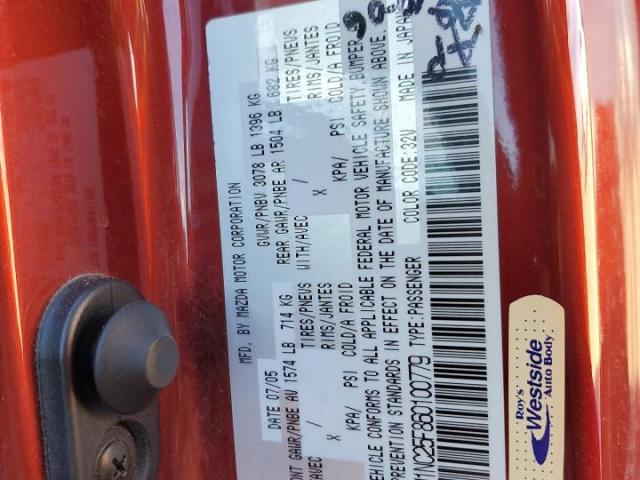 MFD. BY MAZDA MOTOR CORPORATION
DATE 07/05 GVWR/PNBV 3078 LB 1396 KG
GAWR/PNBE AV 1574 LB 714 KG REAR GAWR/PNBE AR 1504 LB 682 KG
TIRES/PNEUS WITH/AVEC TIRES/PNEUS
/AVEC X RIMS/JANTES X RIMS/JANTES
KPA/ PSI COLD/A FROID KPA/ PSI COLD/A FROID
VEHICLE CONFORMS TO ALL APPLICABLE FEDERAL MOTOR VEHICLE SAFETY, BUMPER
PREVENTION STANDARDS IN EFFECT ON THE DATE OF MANUFACTURE SHOWN ABOVE.
NC25F860100779 TYPE:PASSENGER COLOR CODE:32V MADE IN JAPAN
Roy's
Westside
Auto Body